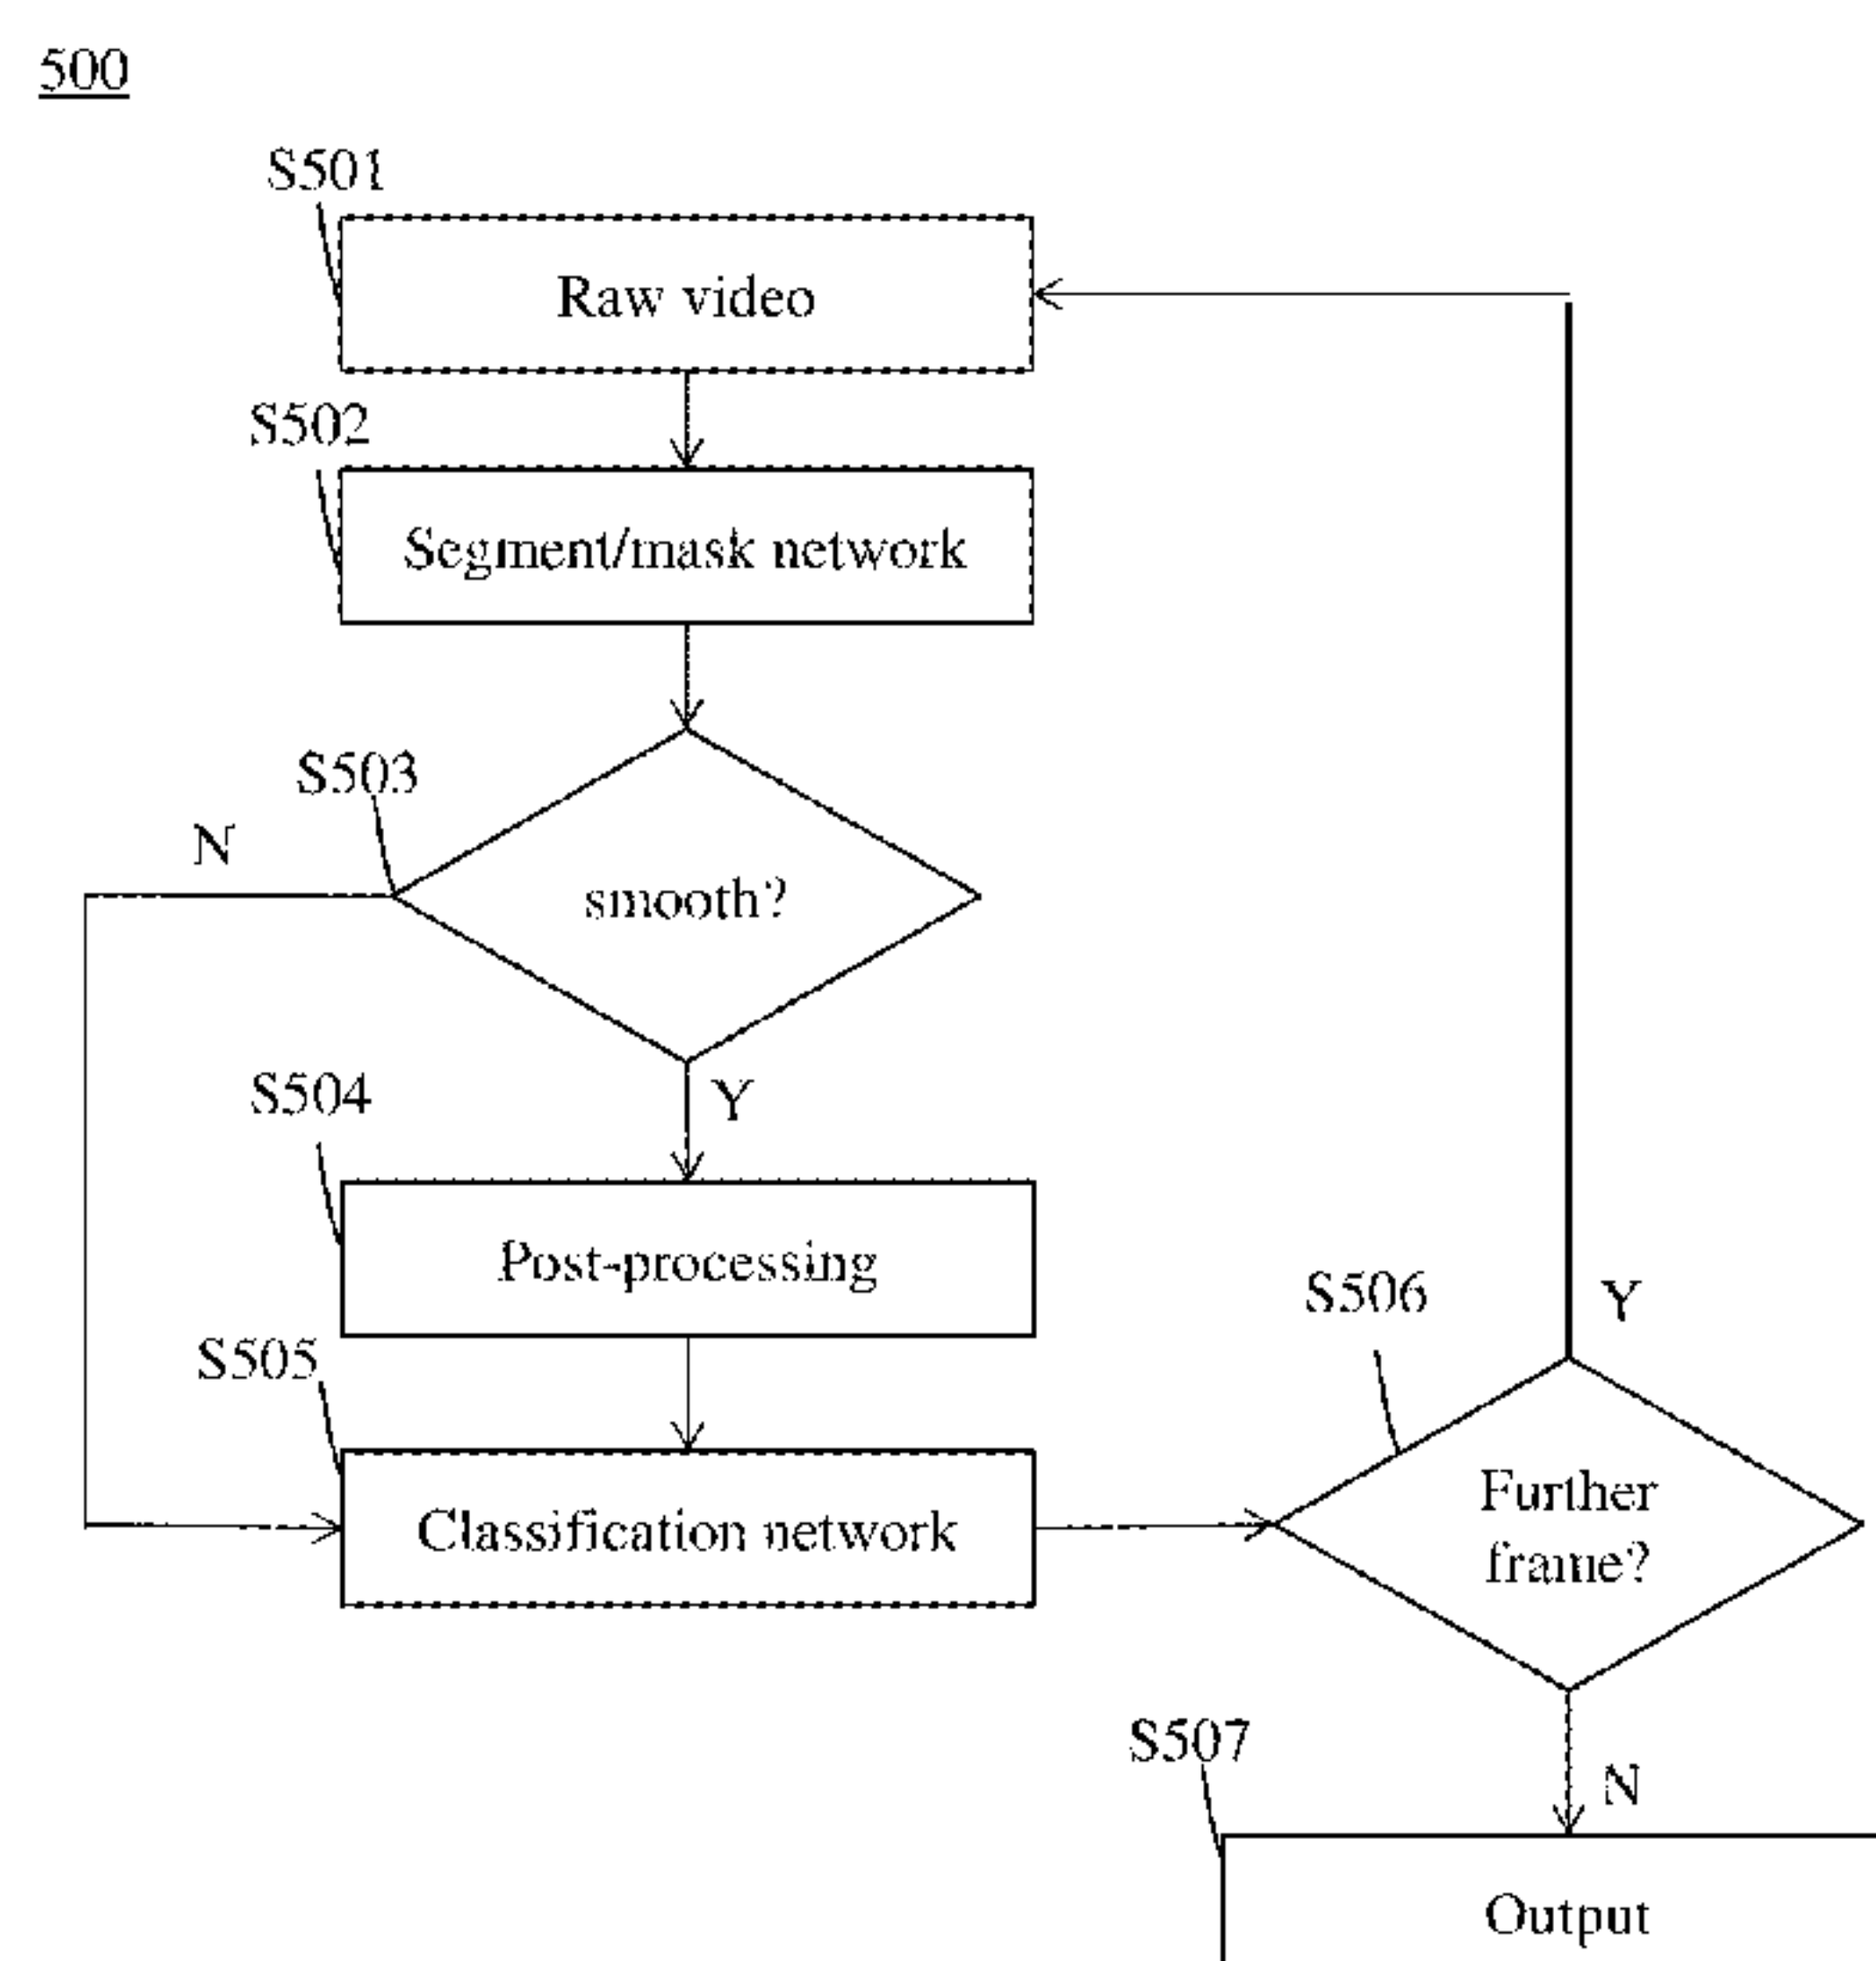 500
S501
Raw video
S502
Segment/mask network
S503
N
smooth?
Y
S504
Post-processing
S505
Classification network
S506
Y
Further
frame?
N
S507
Output